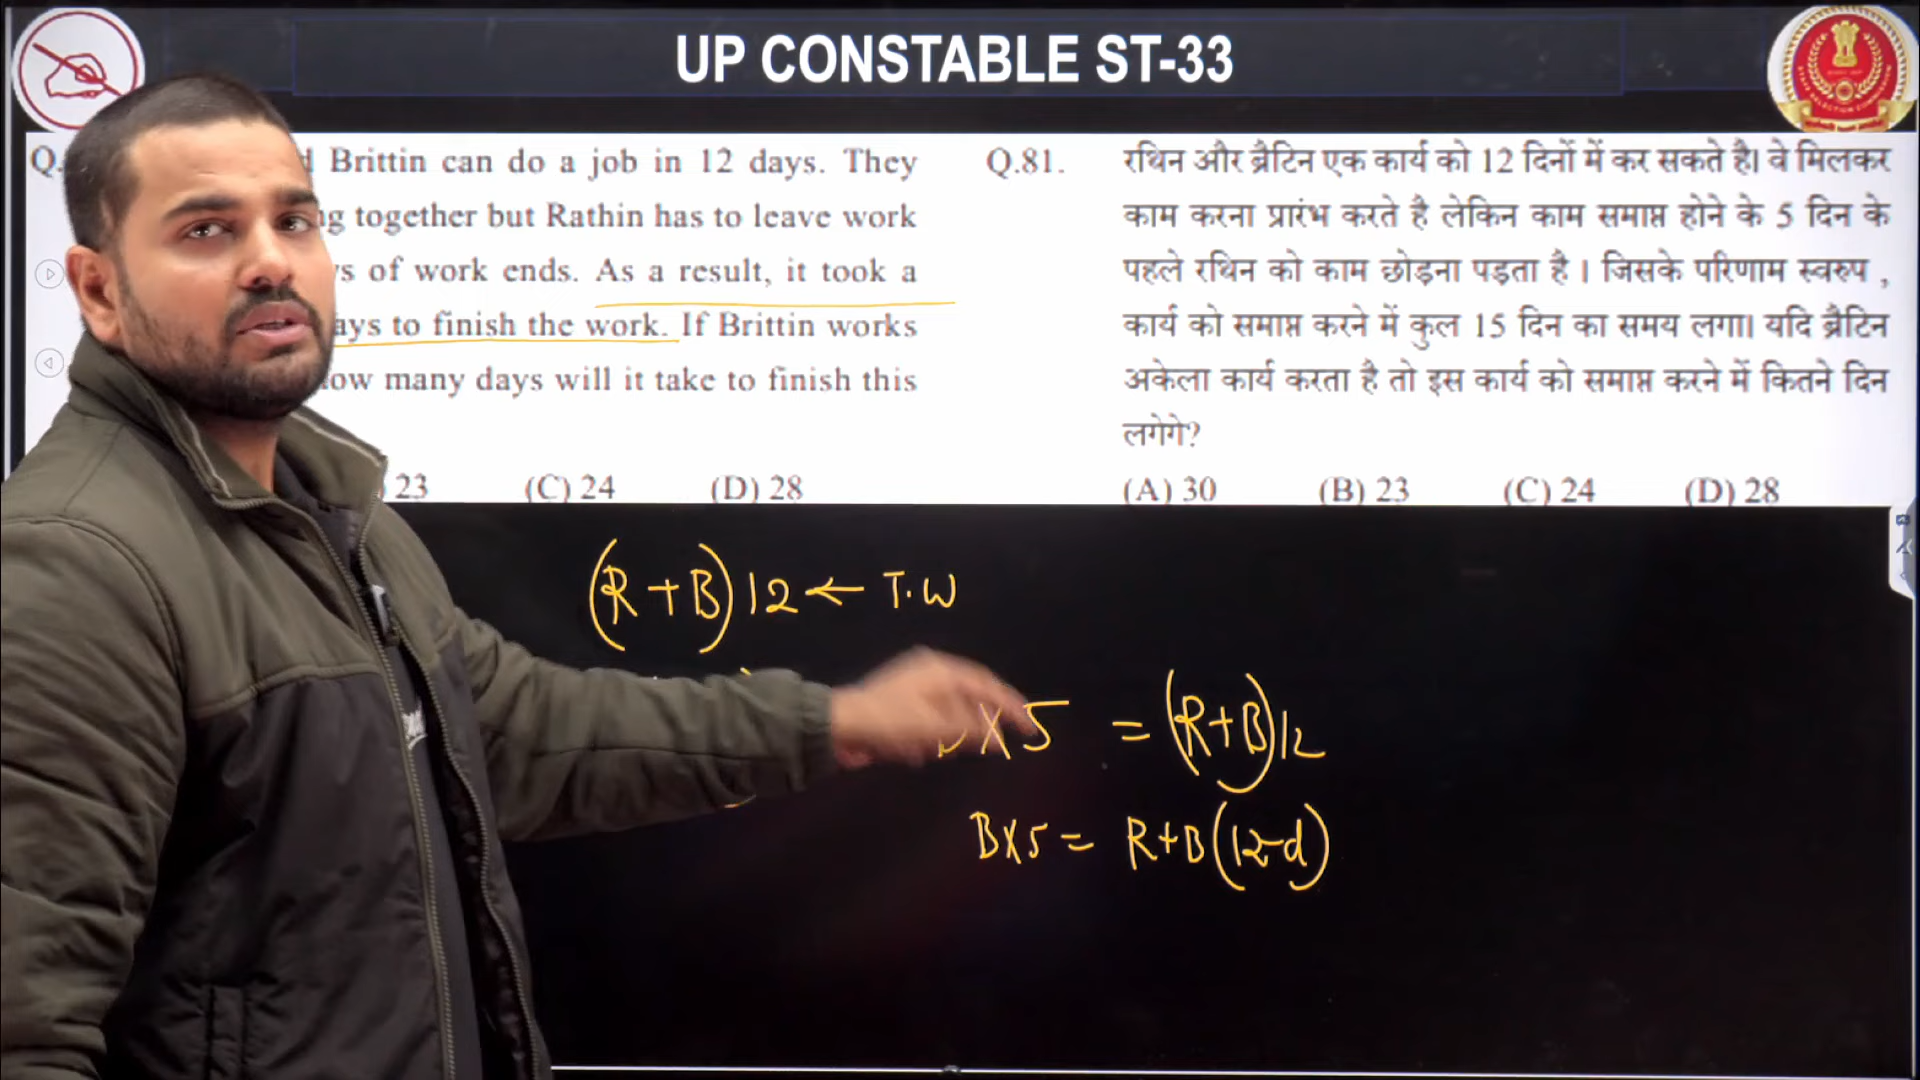 UP CONSTABLE ST-33
Brittin can do a job in 12 days. They
together but Rathin has to leave work
of work ends. As a result, it took a
to finish the work. If Brittin works
many days will it take to finish this
23 (C) 24 (D) 28
Q.81. रथिन और ब्रैटिन एक कार्य को 12 दिनों में कर सकते है। वे मिलकर
काम करना प्रारंभ करते है लेकिन काम समाप्त होने के 5 दिन के
पहले रथिन को काम छोड़ना पड़ता है । जिसके परिणाम स्वरुप ,
कार्य को समाप्त करने में कुल 15 दिन का समय लगा। यदि ब्रैटिन
अकेला कार्य करता है तो इस कार्य को समाप्त करने में कितने दिन
लगेगे?
(A) 30 (B) 23 (C) 24 (D) 28
(R+B)12 ← T.W
X5 = (R+B)12
BX5 = R+B(12-d)